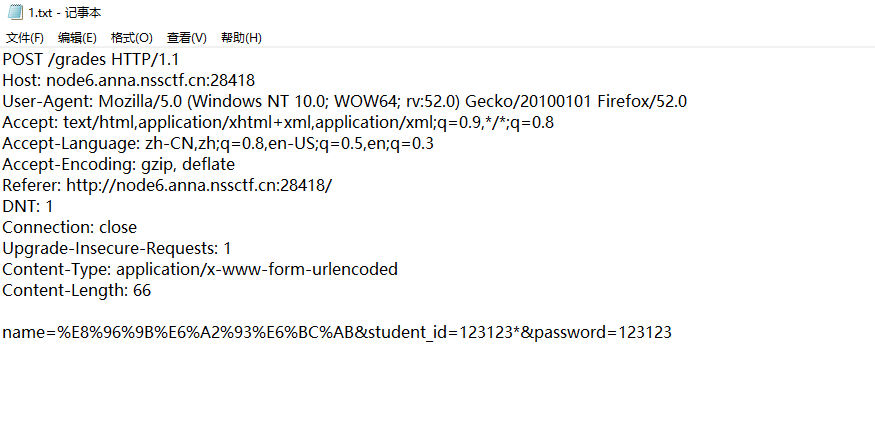 1.txt - 记事本
文件(F) 编辑(E) 格式(O) 查看(V) 帮助(H)
POST /grades HTTP/1.1
Host: node6.anna.nssctf.cn:28418
User-Agent: Mozilla/5.0 (Windows NT 10.0; WOW64; rv:52.0) Gecko/20100101 Firefox/52.0
Accept: text/html,application/xhtml+xml,application/xml;q=0.9,*/*;q=0.8
Accept-Language: zh-CN,zh;q=0.8,en-US;q=0.5,en;q=0.3
Accept-Encoding: gzip, deflate
Referer: http://node6.anna.nssctf.cn:28418/
DNT: 1
Connection: close
Upgrade-Insecure-Requests: 1
Content-Type: application/x-www-form-urlencoded
Content-Length: 66
name=%E8%96%9B%E6%A2%93%E6%BC%AB&student_id=123123*&password=123123